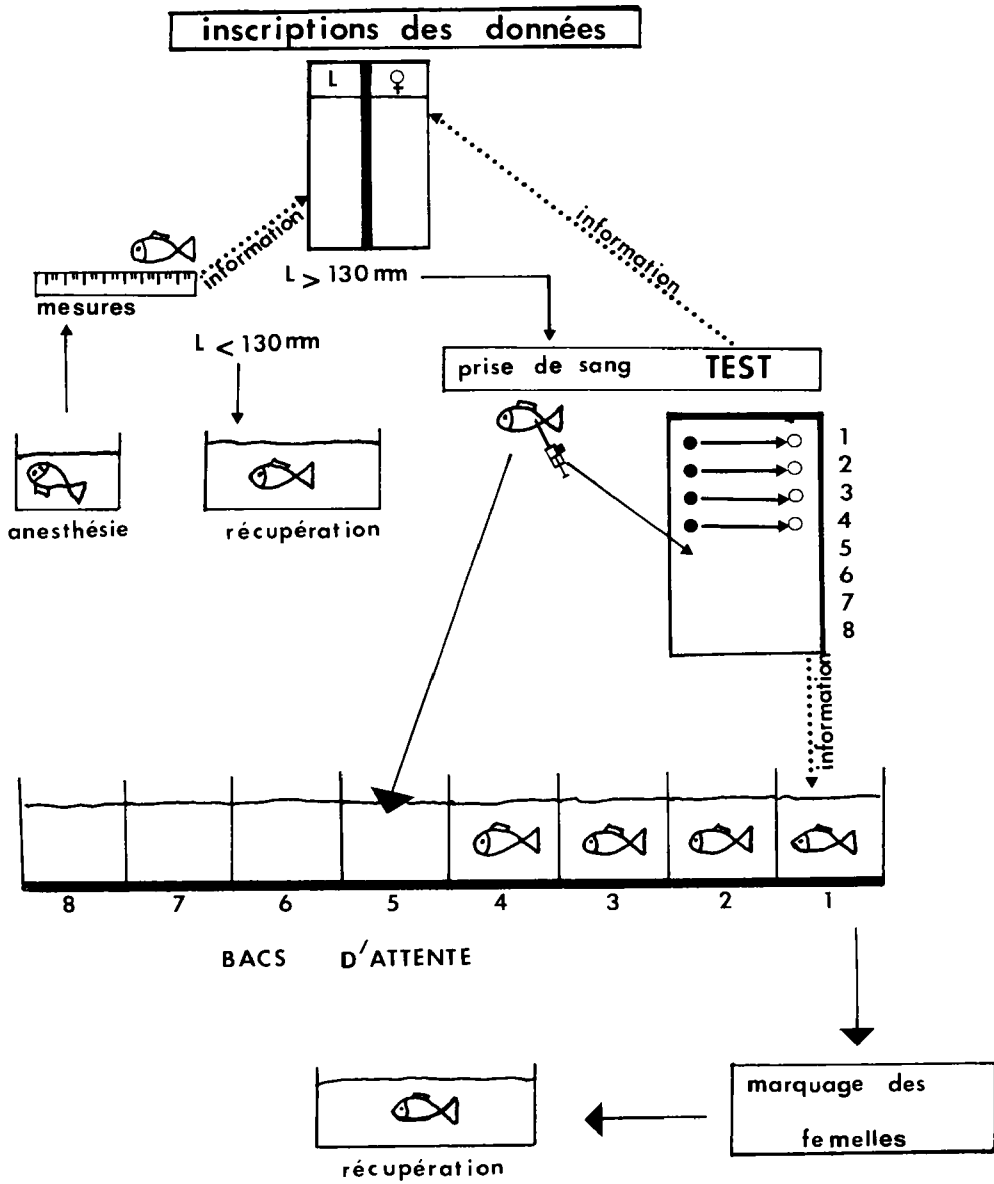 inscriptions des données
L ♀
information
information
L > 130 mm
mesures
L < 130 mm
prise de sang TEST
1
2
3
4
5
6
7
8
anesthésie
récupération
information
8 7 6 5 4 3 2 1
BACS D'ATTENTE
marquage des
femelles
récupération